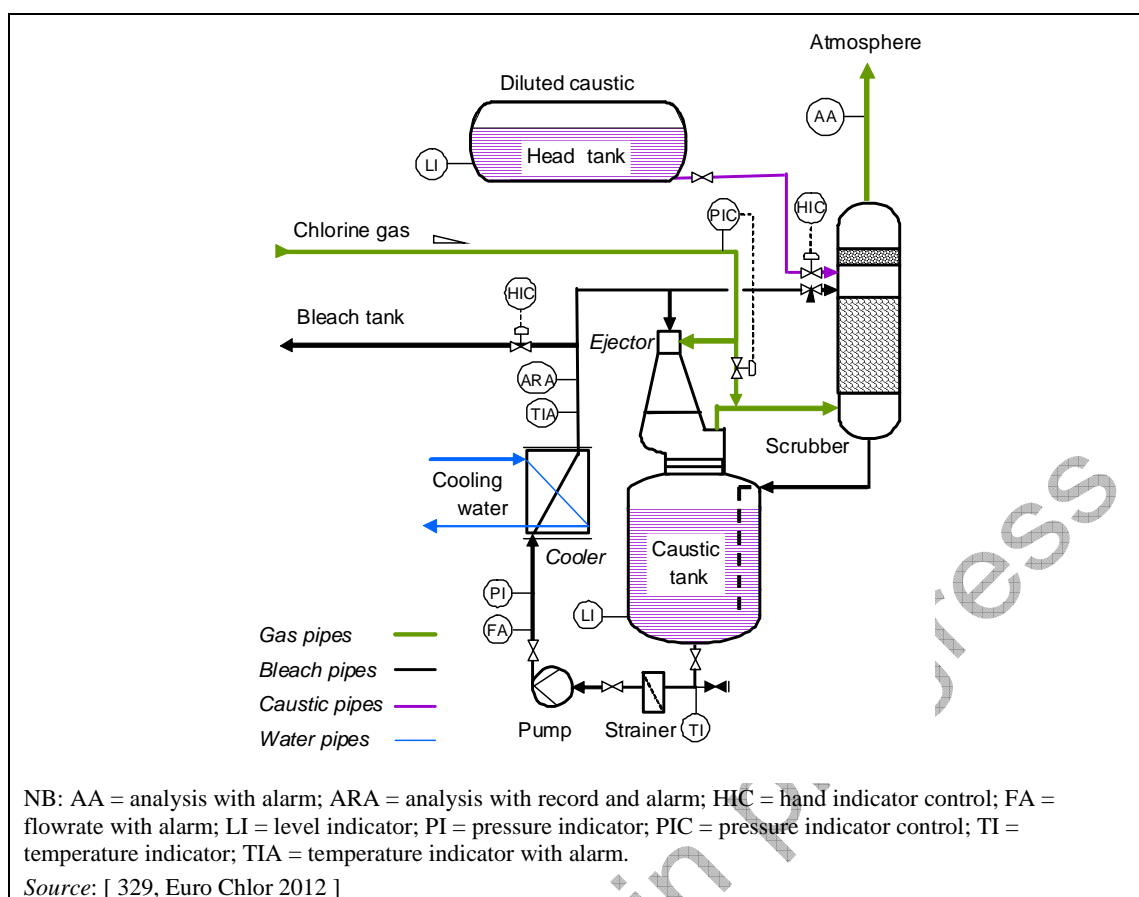 Atmosphere
Diluted caustic
AA
Head tank
LI
PIC
HIC
Chlorine gas
HIC
Bleach tank
Ejector
ARA
TIA
Scrubber
Cooling
water
Caustic
tank
Cooler
PI
LI
FA
Gas pipes
Bleach pipes
Caustic pipes
Water pipes
Pump
Strainer
TI
NB: AA = analysis with alarm; ARA = analysis with record and alarm; HIC = hand indicator control; FA =
flowrate with alarm; LI = level indicator; PI = pressure indicator; PIC = pressure indicator control; TI =
temperature indicator; TIA = temperature indicator with alarm.
Source: [ 329, Euro Chlor 2012 ]